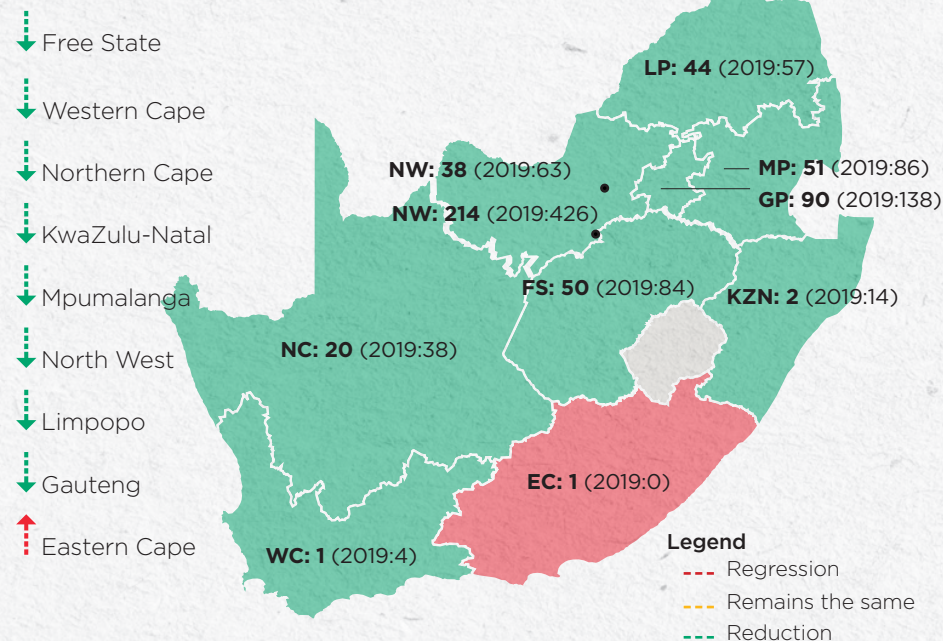 Free State
Western Cape
Northern Cape
KwaZulu-Natal
Mpumalanga
North West
Limpopo
Gauteng
Eastern Cape
LP: 44 (2019:57)
NW: 38 (2019:63)
MP: 51 (2019:86)
GP: 90 (2019:138)
NW: 214 (2019:426)
FS: 50 (2019:84)
KZN: 2 (2019:14)
NC: 20 (2019:38)
EC: 1 (2019:0)
WC: 1 (2019:4)
Legend
Regression
Remains the same
Reduction